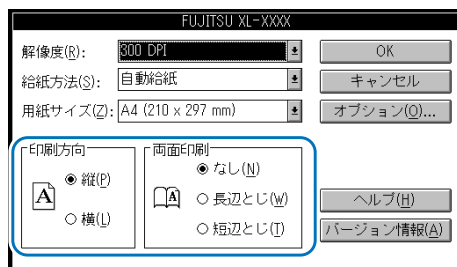 FUJITSU XL-XXXX
解像度(R): 300 DPI
OK
給紙方法(S): 自動給紙
キャンセル
用紙サイズ(Z): A4 (210 x 297 mm)
オプション(O)...
印刷方向
両面印刷
A
縦(P)
横(L)
A
なし(N)
長辺とじ(W)
短辺とじ(T)
ヘルプ(H)
バージョン情報(A)